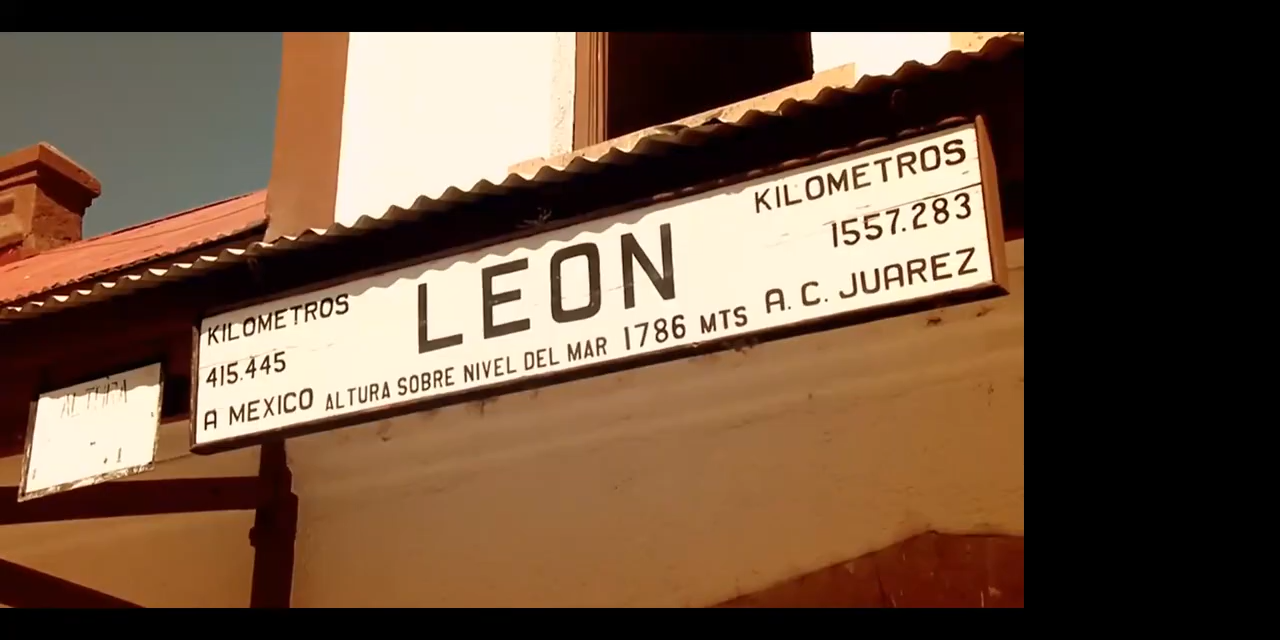 KILOMETROS
415.445
A MEXICO
LEON
ALTURA SOBRE NIVEL DEL MAR 1786 MTS
KILOMETROS
1557.283
A. C. JUAREZ